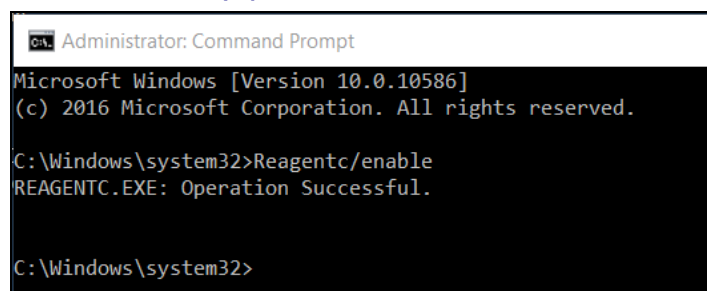 Administrator: Command Prompt
Microsoft Windows [Version 10.0.10586]
(c) 2016 Microsoft Corporation. All rights reserved.
C:\Windows\system32>Reagentc/enable
REAGENTC.EXE: Operation Successful.
C:\Windows\system32>